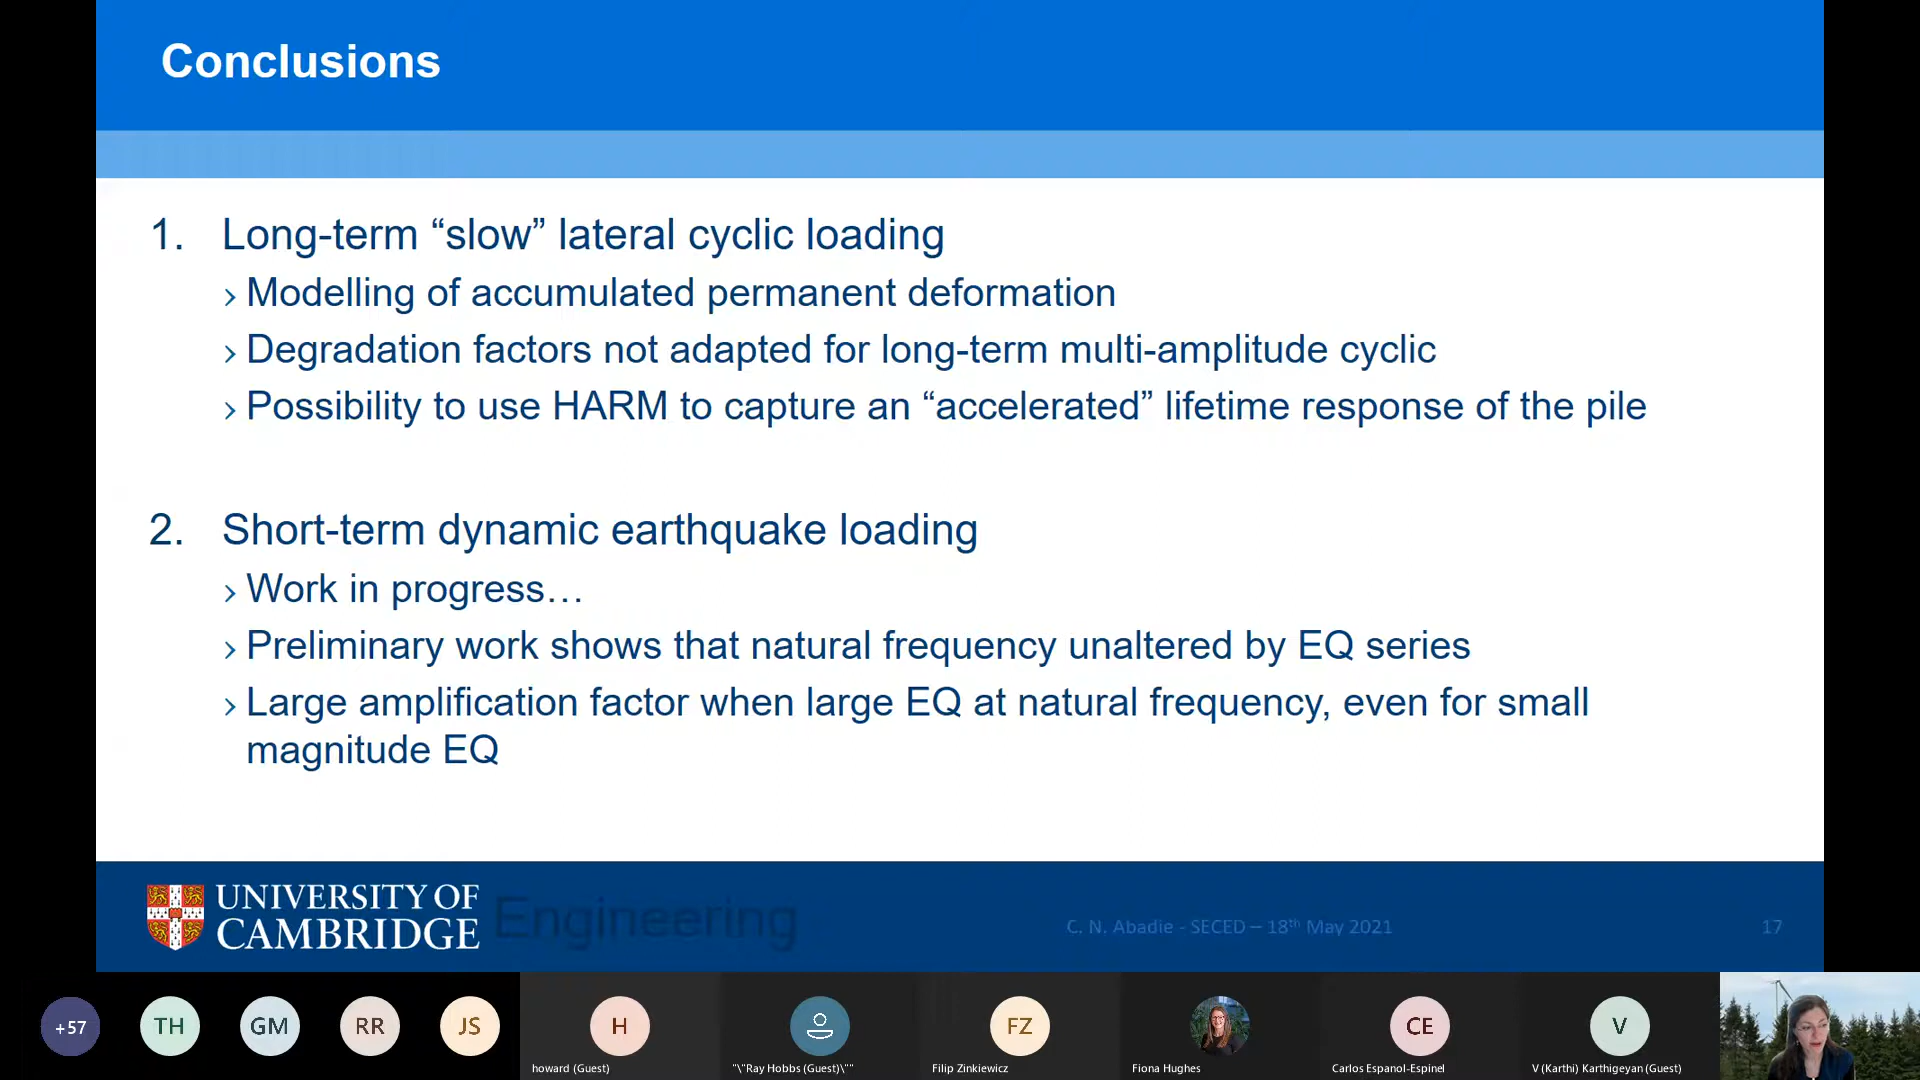 Conclusions
1. Long-term “slow” lateral cyclic loading
› Modelling of accumulated permanent deformation
› Degradation factors not adapted for long-term multi-amplitude cyclic
› Possibility to use HARM to capture an “accelerated” lifetime response of the pile
2. Short-term dynamic earthquake loading
› Work in progress…
› Preliminary work shows that natural frequency unaltered by EQ series
› Large amplification factor when large EQ at natural frequency, even for small
magnitude EQ
UNIVERSITY OF
CAMBRIDGE
Engineering
C. N. Abadie - SECED – 18th May 2021
17
+57
TH
GM
RR
JS
H
FZ
CE
V
howard (Guest)
"\"Ray Hobbs (Guest)\""
Filip Zinkiewicz
Fiona Hughes
Carlos Espanol-Espinel
V (Karthi) Karthigeyan (Guest)